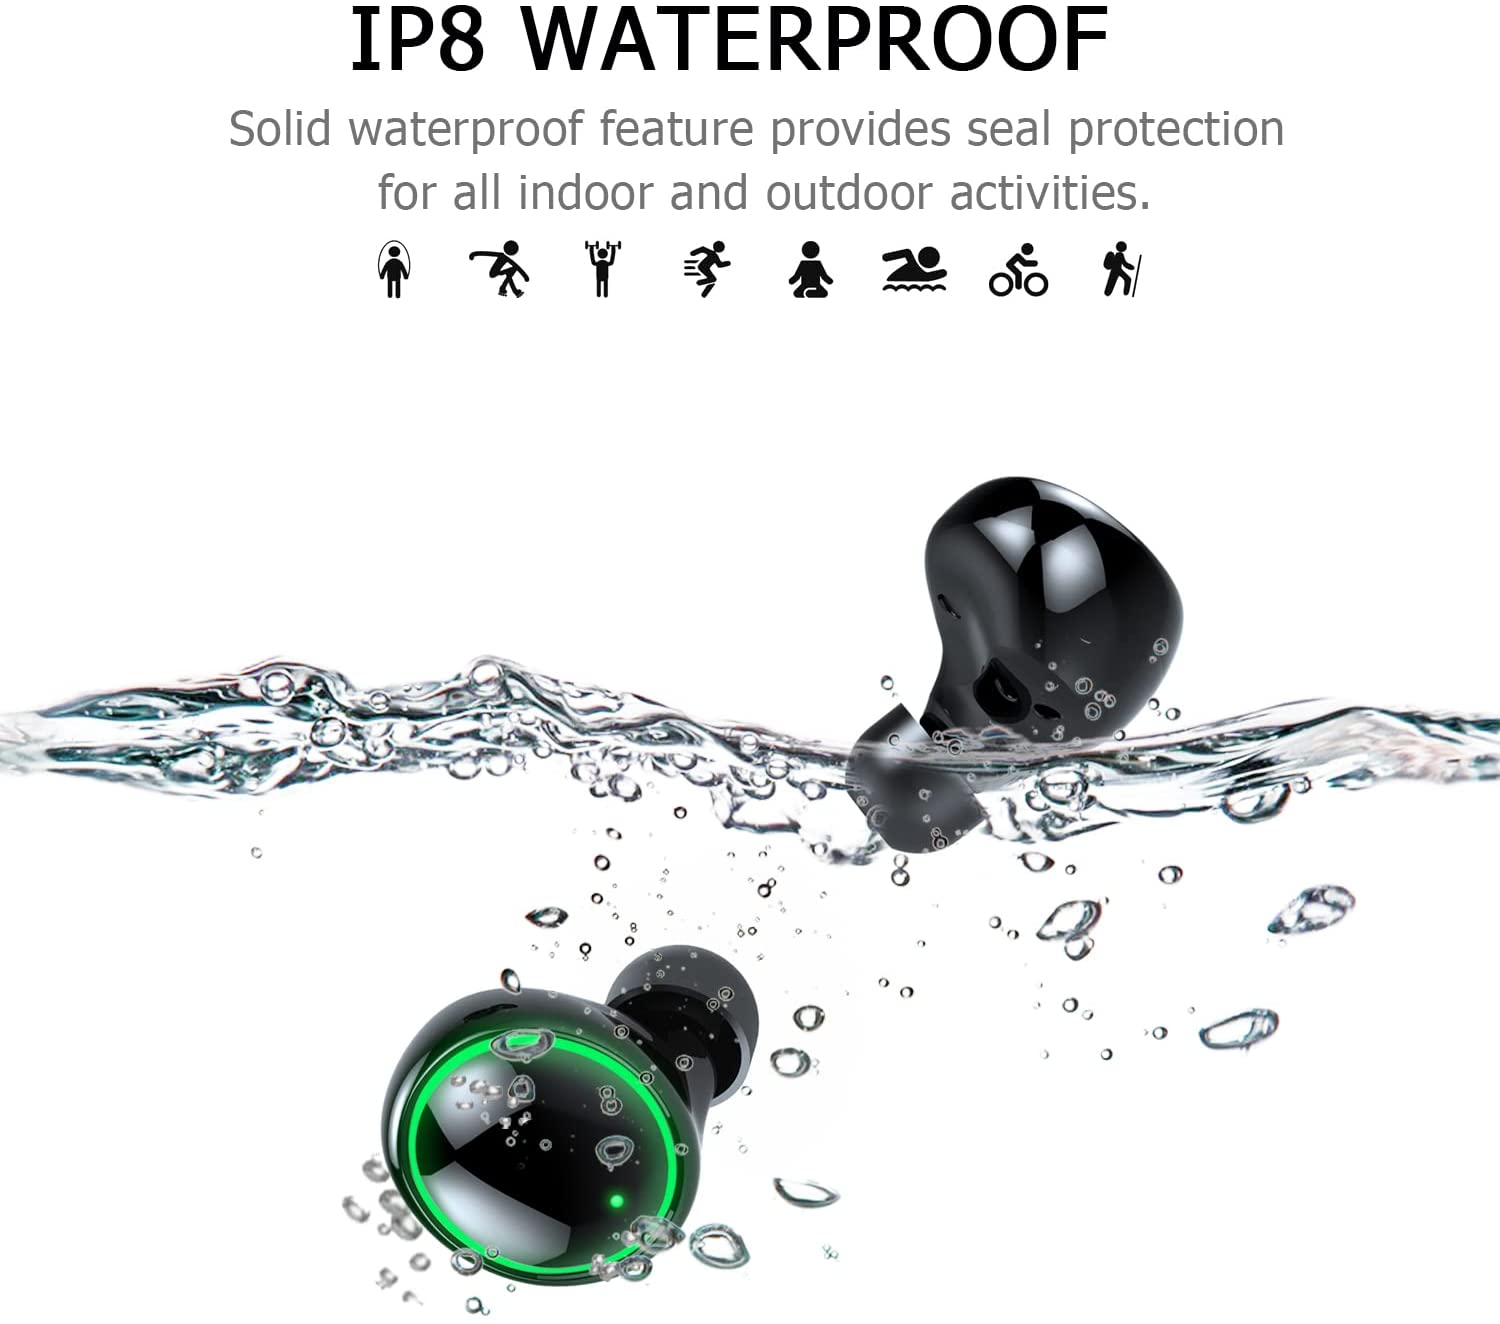 IP8 WATERPROOF
Solid waterproof feature provides seal protection
for all indoor and outdoor activities.